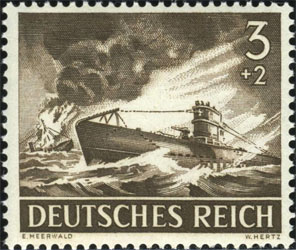 3
+2
DEUTSCHES REICH
E.MEERWALD W.HERTZ